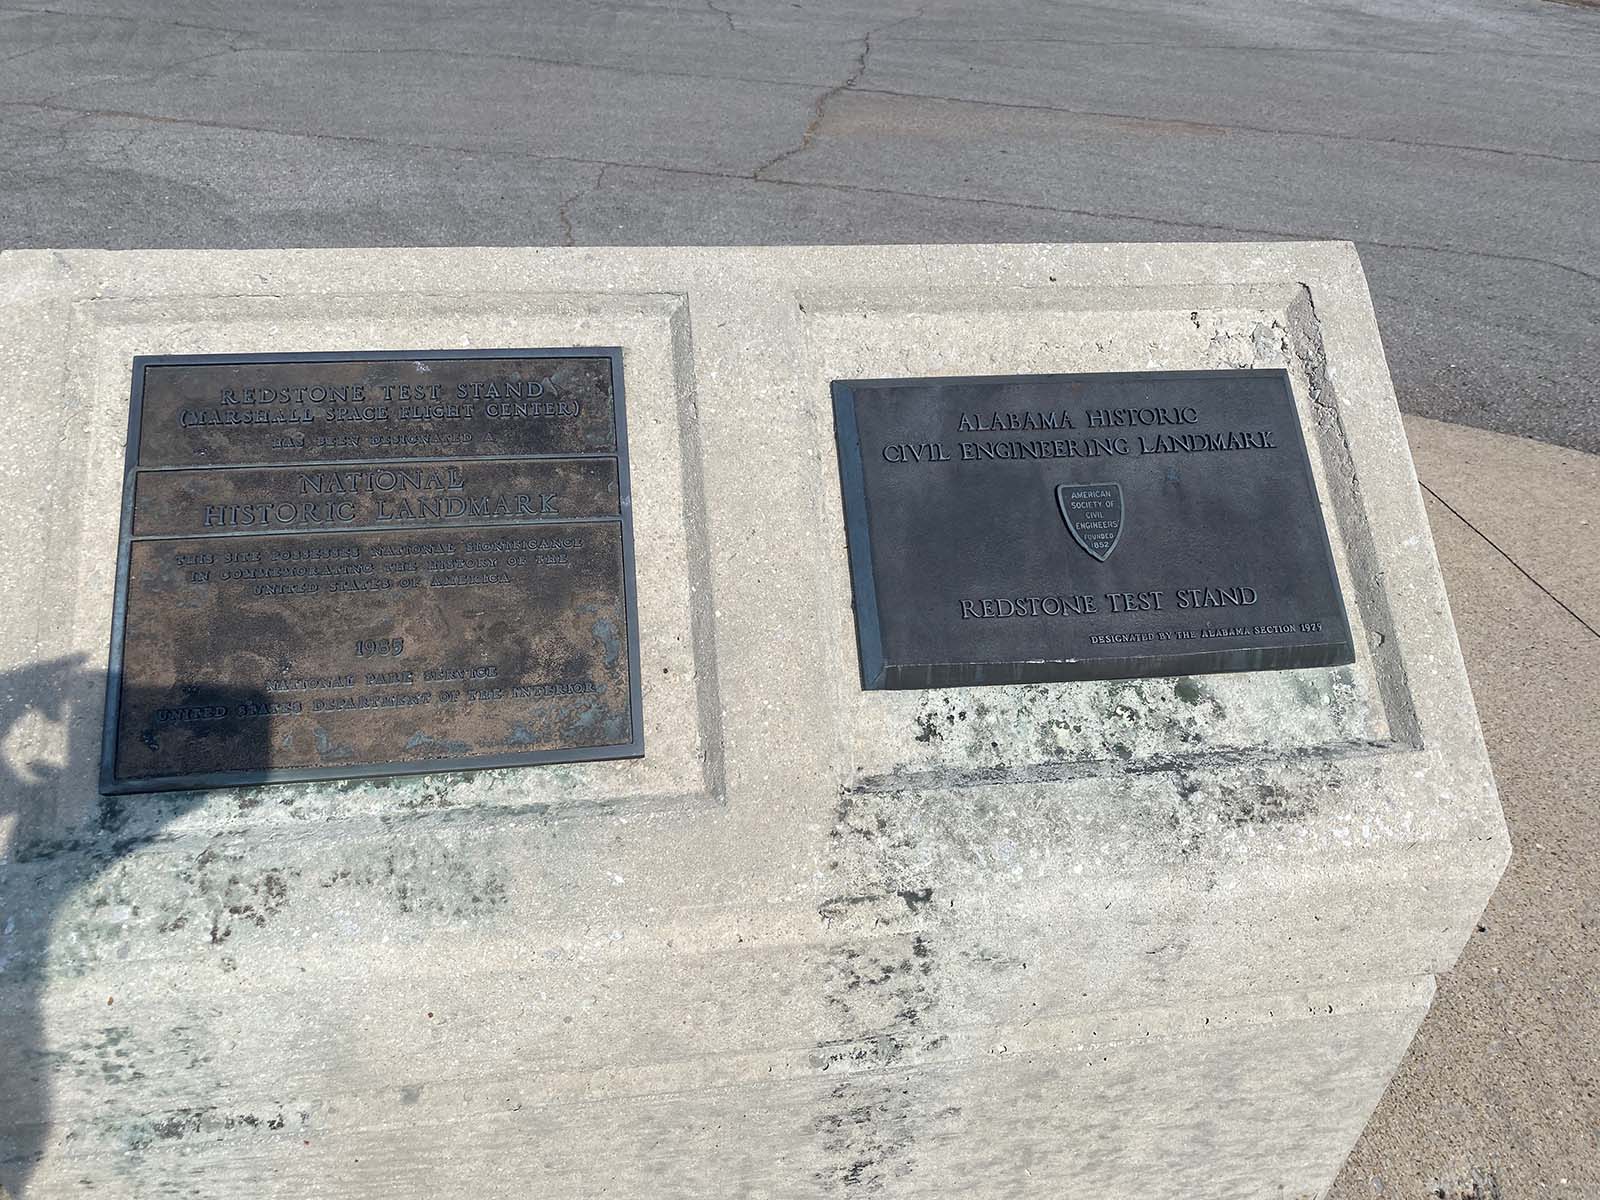 REDSTONE TEST STAND
(MARSHALL SPACE FLIGHT CENTER)
HAS BEEN DESIGNATED A
NATIONAL
HISTORIC LANDMARK
THIS SITE POSSESSES NATIONAL SIGNIFICANCE
IN COMMEMORATING THE HISTORY OF THE
UNITED STATES OF AMERICA
1985
NATIONAL PARK SERVICE
UNITED STATES DEPARTMENT OF THE INTERIOR
ALABAMA HISTORIC
CIVIL ENGINEERING LANDMARK
AMERICAN
SOCIETY OF
CIVIL
ENGINEERS
FOUNDED
1852
REDSTONE TEST STAND
DESIGNATED BY THE ALABAMA SECTION 1979